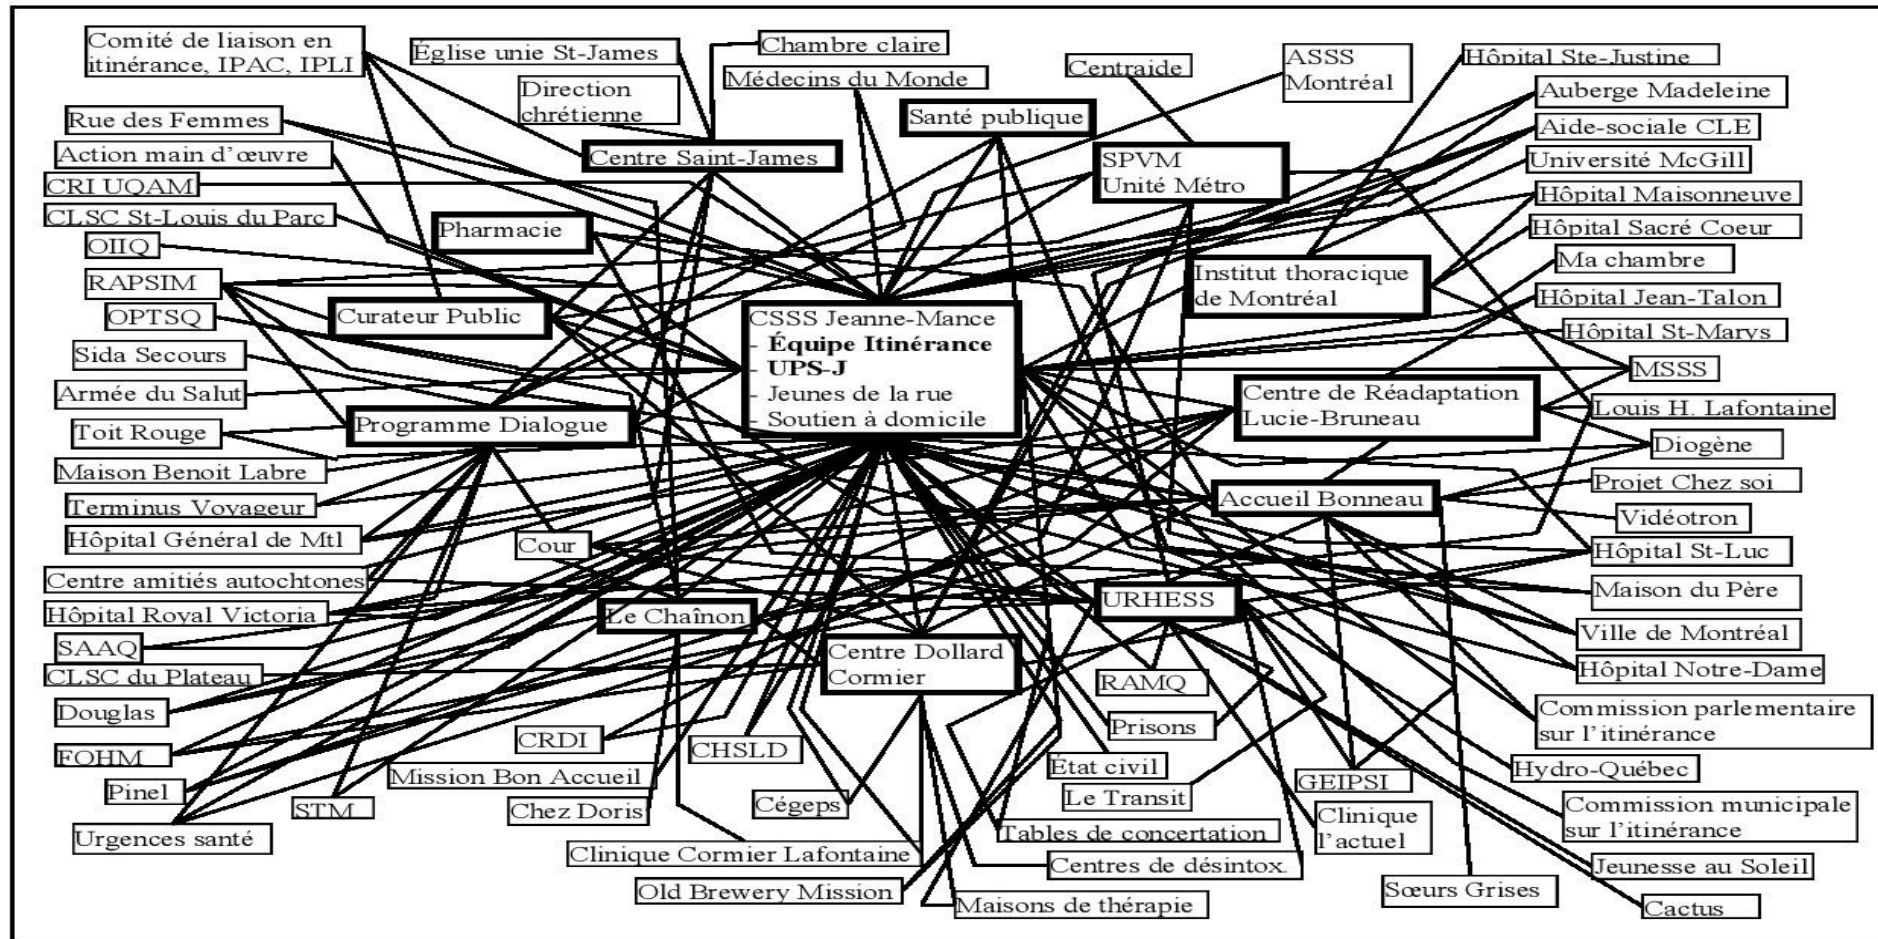 Comité de liaison en
itinérance, IPAC, IPLI
Église unie St-James
Chambre claire
Médecins du Monde
Centraide
ASSS
Montréal
Hôpital Ste-Justine
Direction
chrétienne
Auberge Madeleine
Rue des Femmes
Santé publique
Aide-sociale CLE
Action main d'œuvre
Centre Saint-James
SPVM
Unité Métro
Université McGill
CRI UQAM
Hôpital Maisonneuve
CLSC St-Louis du Parc
Pharmacie
Hôpital Sacré Coeur
OIIQ
Ma chambre
RAPSIM
Institut thoracique
de Montréal
Hôpital Jean-Talon
OPTSQ
Curateur Public
CSSS Jeanne-Mance
- Équipe Itinérance
- UPS-J
- Jeunes de la rue
- Soutien à domicile
Hôpital St-Marys
Sida Secours
MSSS
Armée du Salut
Centre de Réadaptation
Lucie-Bruneau
Louis H. Lafontaine
Toit Rouge
Programme Dialogue
Diogène
Maison Benoit Labre
Projet Chez soi
Terminus Voyageur
Accueil Bonneau
Vidéotron
Hôpital Général de Mtl
Cour
Hôpital St-Luc
Centre amitiés autochtones
Maison du Père
Hôpital Royal Victoria
Le Chaînon
URHESS
Ville de Montréal
SAAQ
Centre Dollard
Cormier
Hôpital Notre-Dame
CLSC du Plateau
RAMQ
Douglas
Prisons
Commission parlementaire
sur l'itinérance
FOHM
CRDI
CHSLD
État civil
Hydro-Québec
Pinel
Mission Bon Accueil
GEIPSI
STM
Chez Doris
Cégeps
Le Transit
Commission municipale
sur l'itinérance
Urgences santé
Tables de concertation
Clinique
l'actuel
Clinique Cormier Lafontaine
Centres de désintox.
Jeunesse au Soleil
Old Brewery Mission
Maisons de thérapie
Sœurs Grises
Cactus